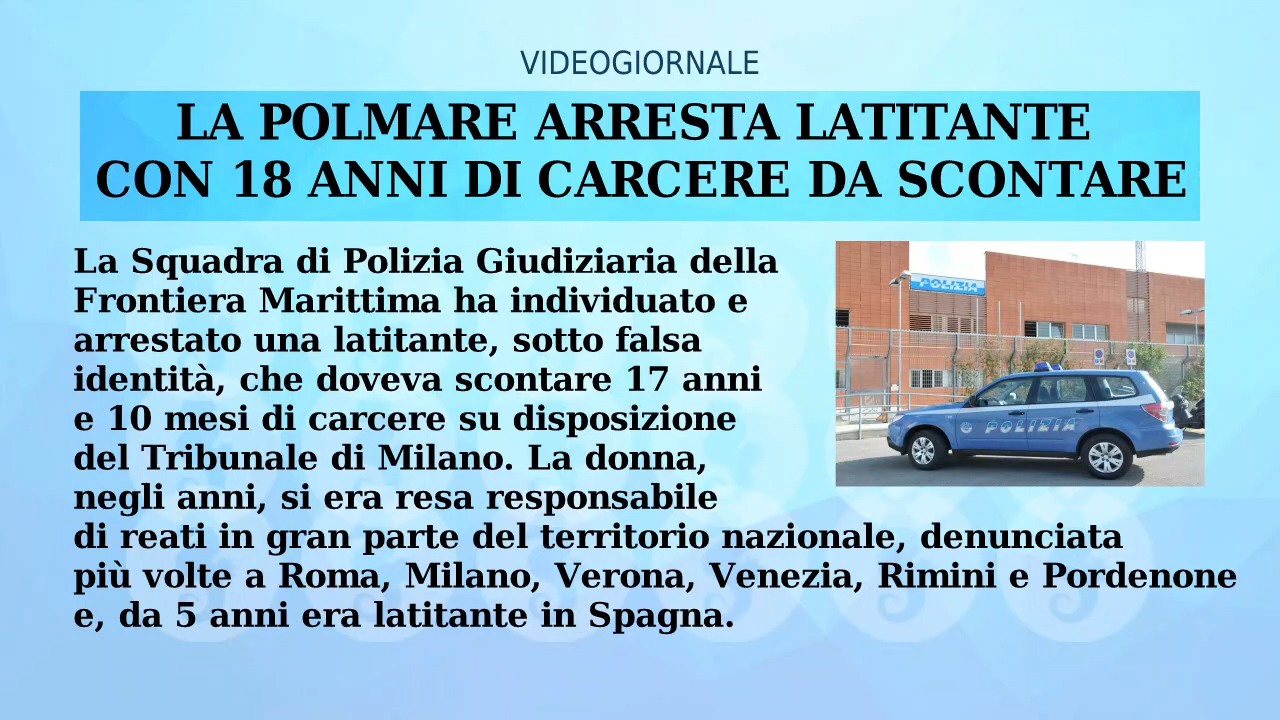 VIDEOGIORNALE
LA POLMARE ARRESTA LATITANTE
CON 18 ANNI DI CARCERE DA SCONTARE
La Squadra di Polizia Giudiziaria della
Frontiera Marittima ha individuato e
arrestato una latitante, sotto falsa
identità, che doveva scontare 17 anni
e 10 mesi di carcere su disposizione
del Tribunale di Milano. La donna,
negli anni, si era resa responsabile
di reati in gran parte del territorio nazionale, denunciata
più volte a Roma, Milano, Verona, Venezia, Rimini e Pordenone
e, da 5 anni era latitante in Spagna.
POLIZIA
POLIZIA